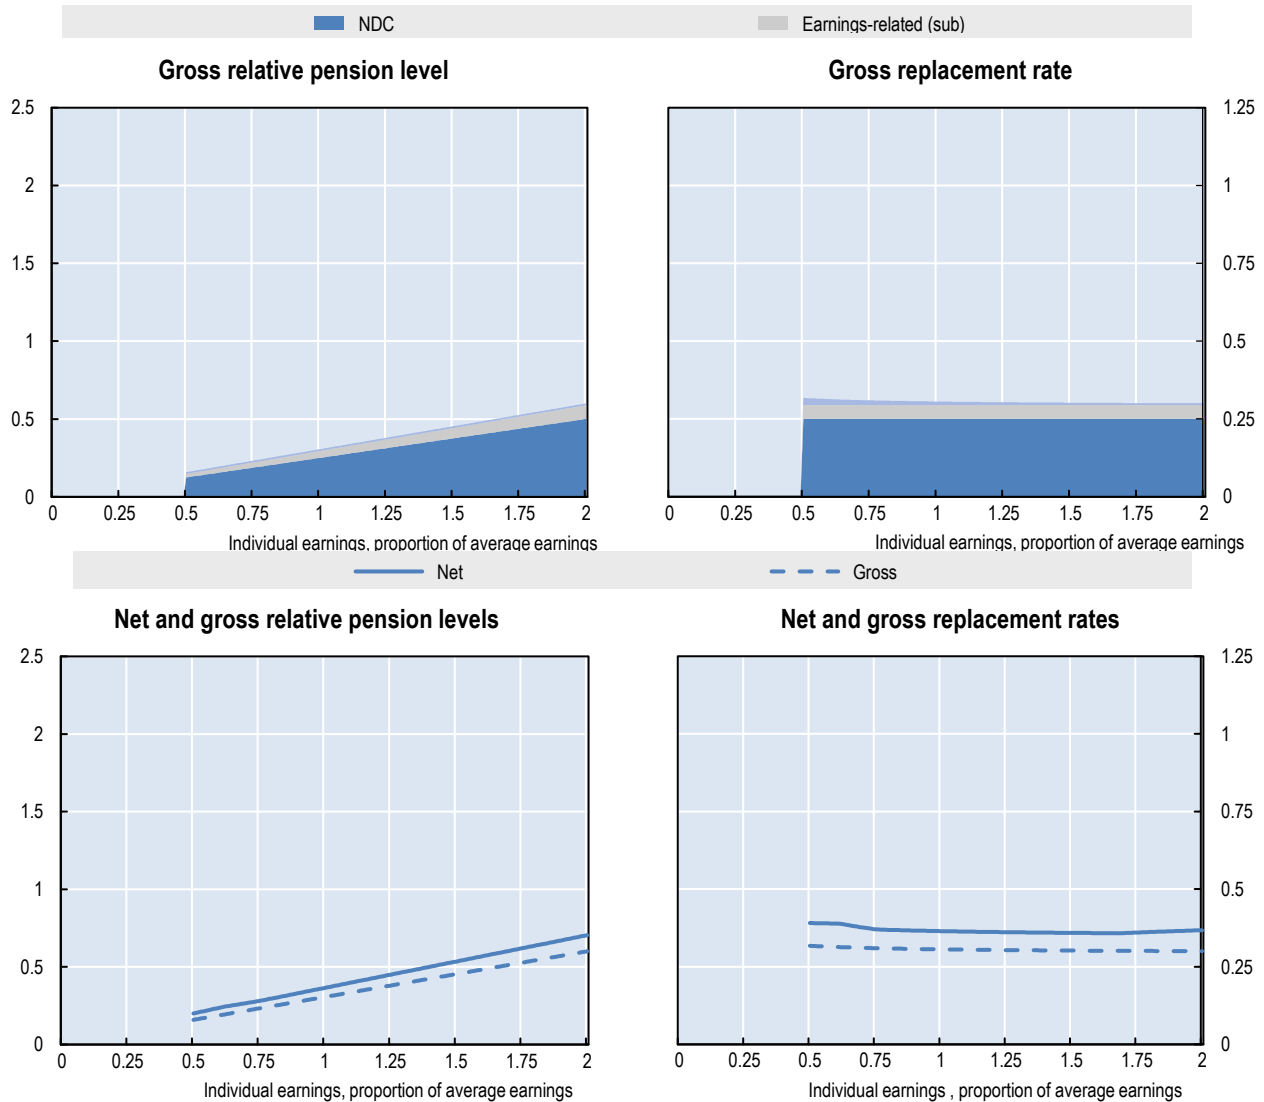 NDC Earnings-related (sub)
Gross relative pension level
Gross replacement rate
2.5
2
1.5
1
0.5
0
0 0.25 0.5 0.75 1 1.25 1.5 1.75 2
Individual earnings, proportion of average earnings
1.25
1
0.75
0.5
0.25
0
0 0.25 0.5 0.75 1 1.25 1.5 1.75 2
Individual earnings, proportion of average earnings
Net Gross
Net and gross relative pension levels
Net and gross replacement rates
2.5
2
1.5
1
0.5
0
0 0.25 0.5 0.75 1 1.25 1.5 1.75 2
Individual earnings, proportion of average earnings
1.25
1
0.75
0.5
0.25
0
0 0.25 0.5 0.75 1 1.25 1.5 1.75 2
Individual earnings , proportion of average earnings